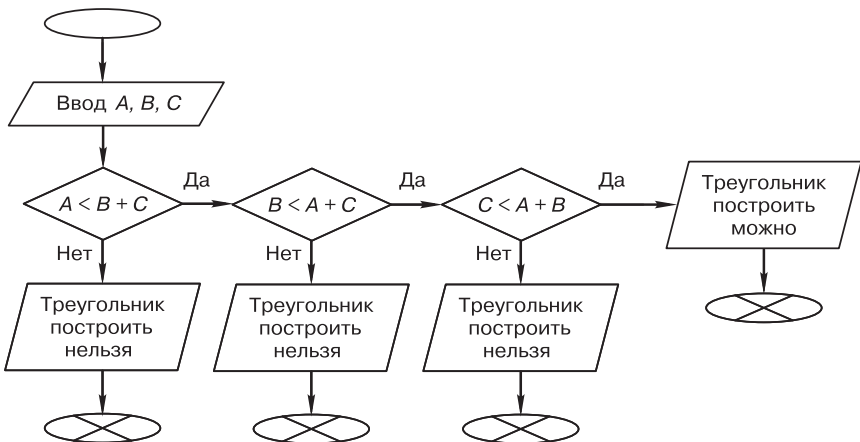 Ввод A, B, C
A < B + C
Да
B < A + C
Да
C < A + B
Да
Треугольник
построить
можно
Нет
Нет
Нет
Треугольник
построить
нельзя
Треугольник
построить
нельзя
Треугольник
построить
нельзя